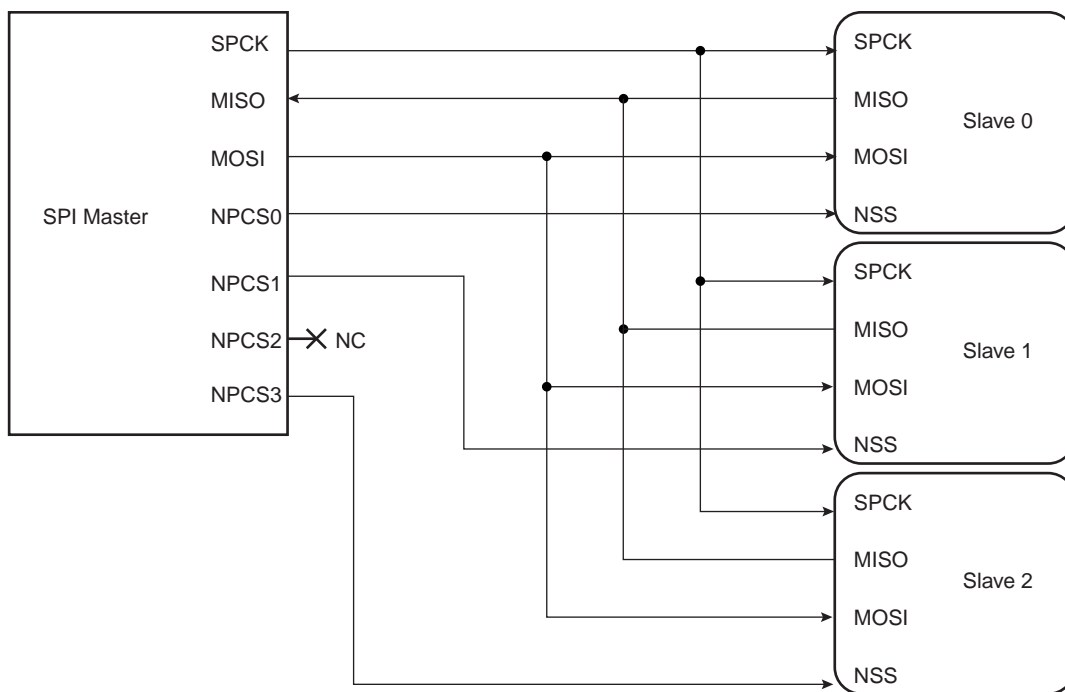 SPI Master
SPCK
MISO
MOSI
NPCS0
NPCS1
NPCS2
NC
NPCS3
SPCK
MISO
Slave 0
MOSI
NSS
SPCK
MISO
Slave 1
MOSI
NSS
SPCK
MISO
Slave 2
MOSI
NSS